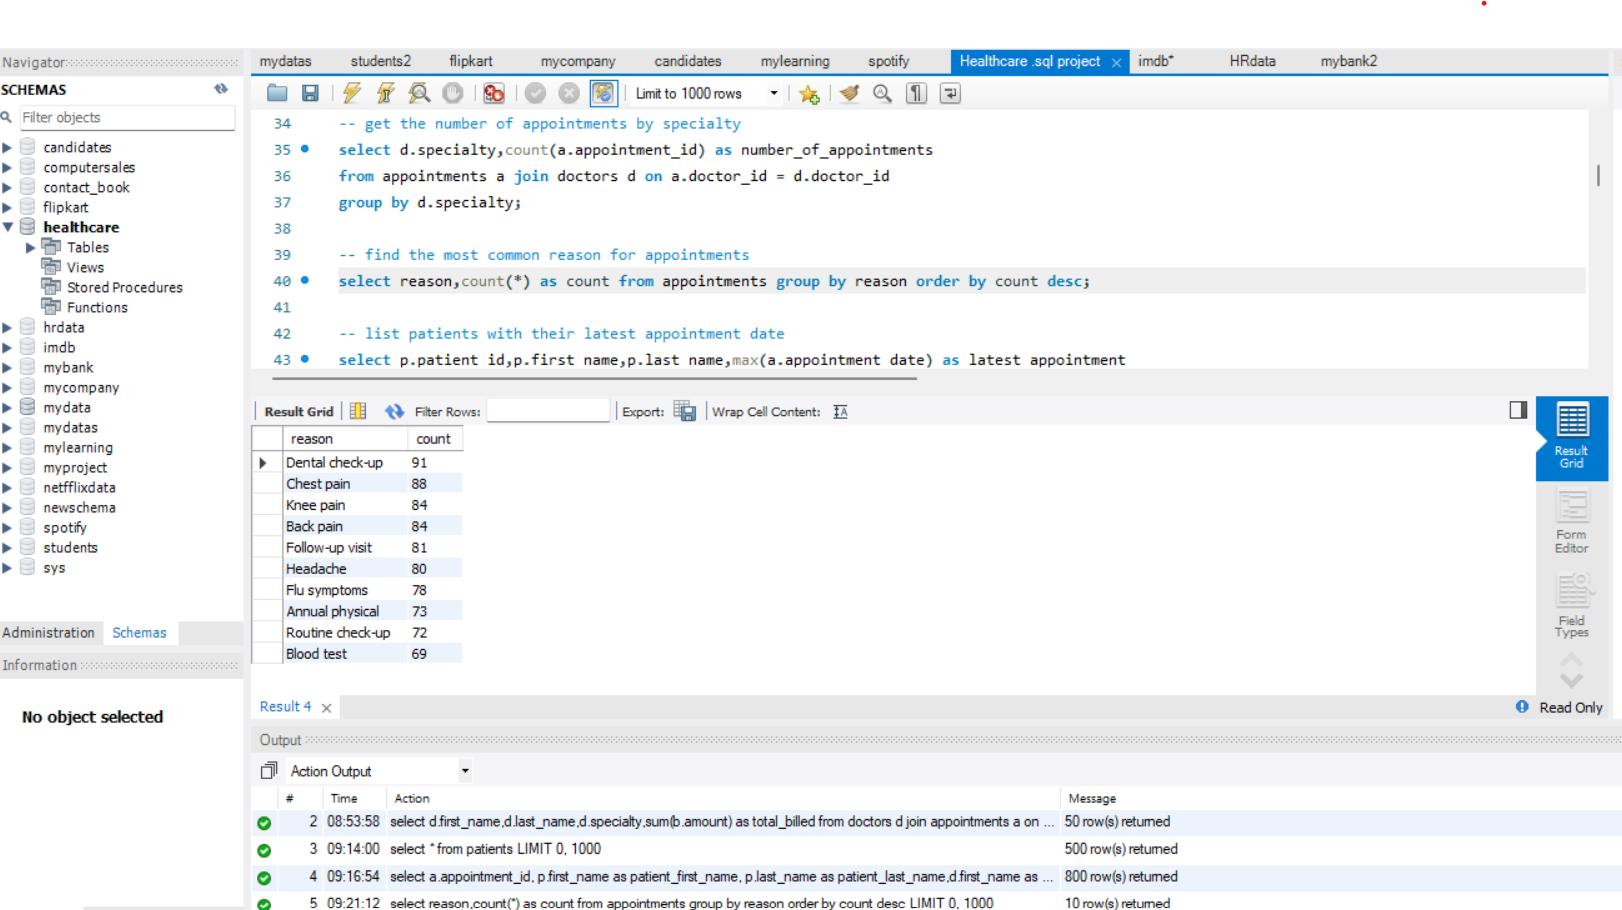 mydatas students2 flipkart mycompany candidates mylearning spotify Healthcare .sql project imdb* HRdata mybank2
Navigator
SCHEMAS
Filter objects
candidates
computersales
contact_book
flipkart
healthcare
Tables
Views
Stored Procedures
Functions
hrdata
imdb
mybank
mycompany
mydata
mydatas
mylearning
myproject
netfflixdata
newschema
spotify
students
sys
Administration Schemas
Information
No object selected
Limit to 1000 rows
34 -- get the number of appointments by specialty
35 select d.specialty,count(a.appointment_id) as number_of_appointments
36 from appointments a join doctors d on a.doctor_id = d.doctor_id
37 group by d.specialty;
38
39 -- find the most common reason for appointments
40 select reason,count(*) as count from appointments group by reason order by count desc;
41
42 -- list patients with their latest appointment date
43 select p.patient_id,p.first_name,p.last_name,max(a.appointment_date) as latest_appointment
Result Grid Filter Rows: Export: Wrap Cell Content:
reason count
Dental check-up 91
Chest pain 88
Knee pain 84
Back pain 84
Follow-up visit 81
Headache 80
Flu symptoms 78
Annual physical 73
Routine check-up 72
Blood test 69
Result
Grid
Form
Editor
Field
Types
Result 4
Read Only
Output
Action Output
# Time Action Message
2 08:53:58 select d.first_name,d.last_name,d.specialty,sum(b.amount) as total_billed from doctors d join appointments a on ... 50 row(s) returned
3 09:14:00 select * from patients LIMIT 0, 1000 500 row(s) returned
4 09:16:54 select a.appointment_id, p.first_name as patient_first_name, p.last_name as patient_last_name,d.first_name as ... 800 row(s) returned
5 09:21:12 select reason,count(*) as count from appointments group by reason order by count desc LIMIT 0, 1000 10 row(s) returned